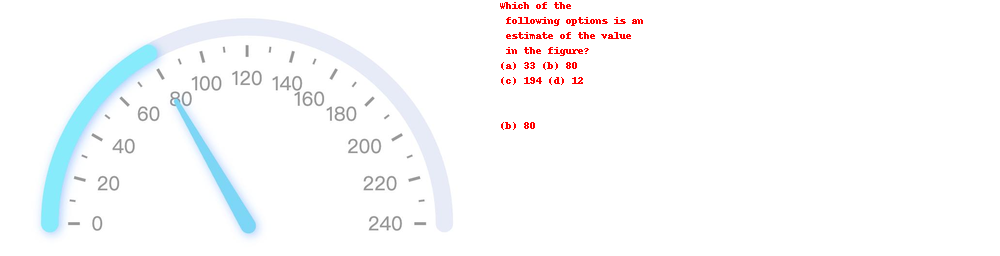 0
20
40
60
80
100
120
140
160
180
200
220
240
Which of the
following options is an
estimate of the value
in the figure?
(a) 33 (b) 80
(c) 194 (d) 12
(b) 80